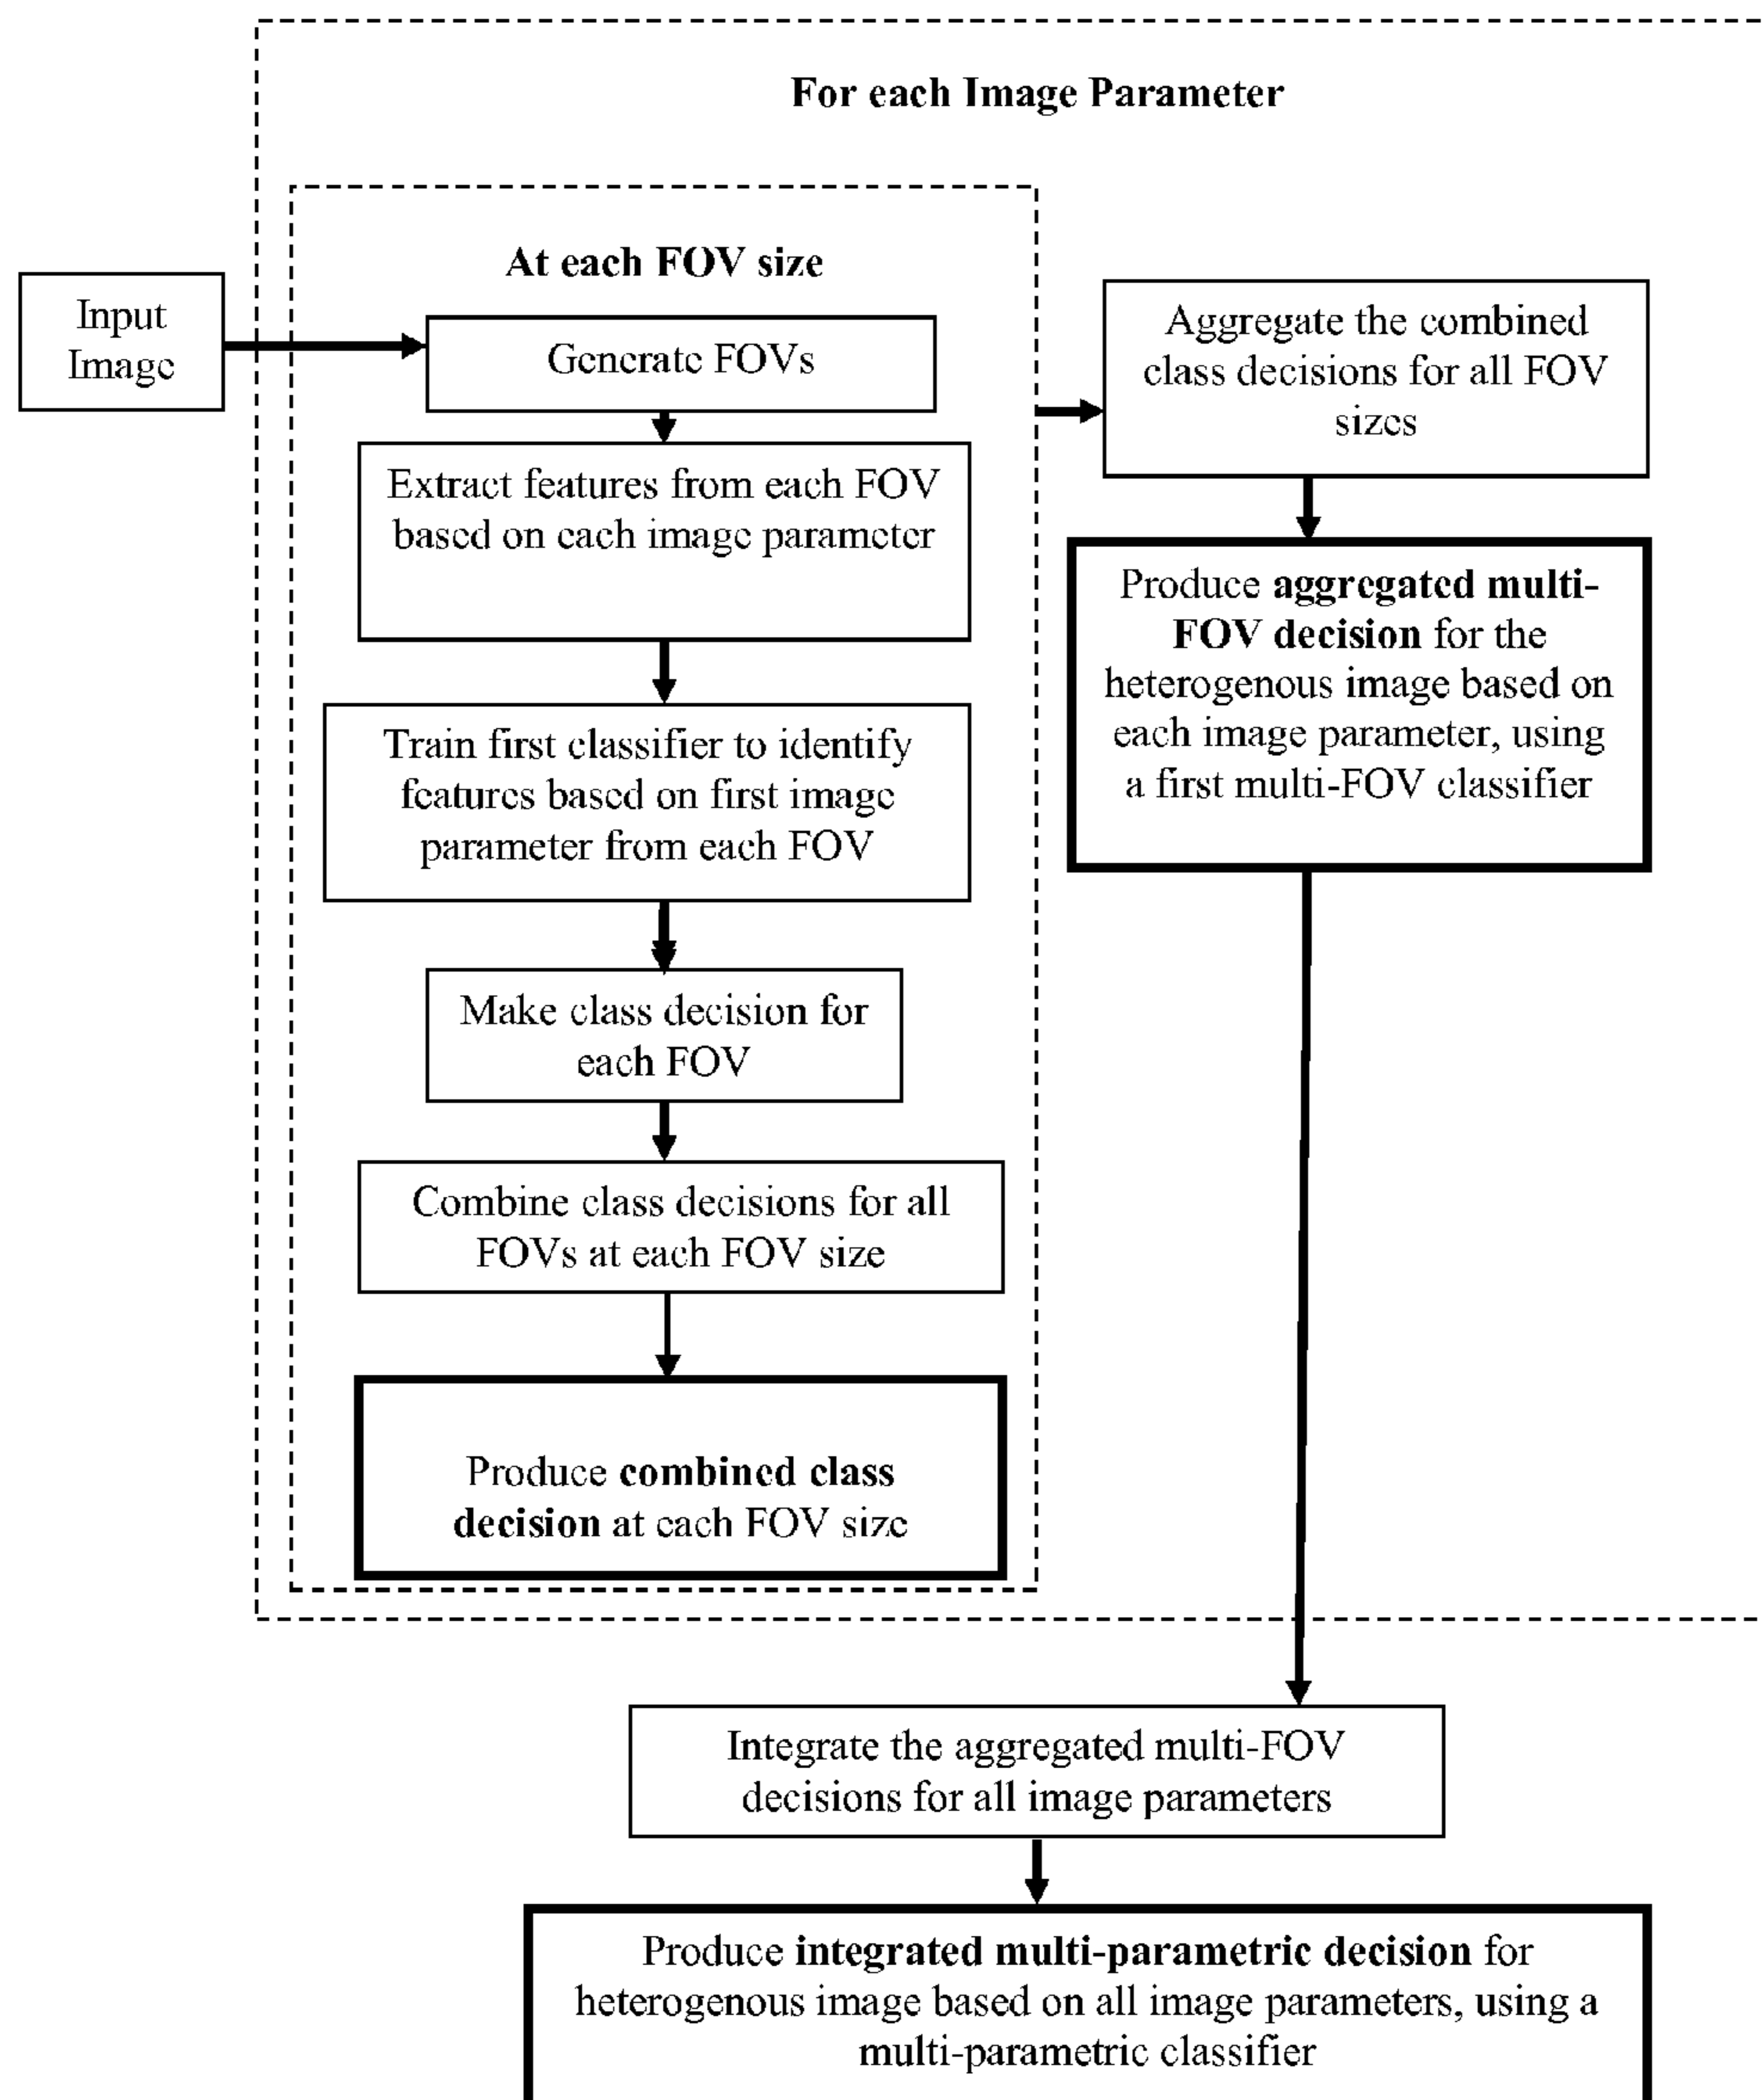 For each Image Parameter
At each FOV size
Input
Image
Generate FOVs
Extract features from each FOV
based on each image parameter
Train first classifier to identify
features based on first image
parameter from each FOV
Make class decision for
each FOV
Combine class decisions for all
FOVs at each FOV size
Produce combined class
decision at each FOV size
Aggregate the combined
class decisions for all FOV
sizes
Produce aggregated multi-
FOV decision for the
heterogenous image based on
each image parameter, using
a first multi-FOV classifier
Integrate the aggregated multi-FOV
decisions for all image parameters
Produce integrated multi-parametric decision for
heterogenous image based on all image parameters, using a
multi-parametric classifier